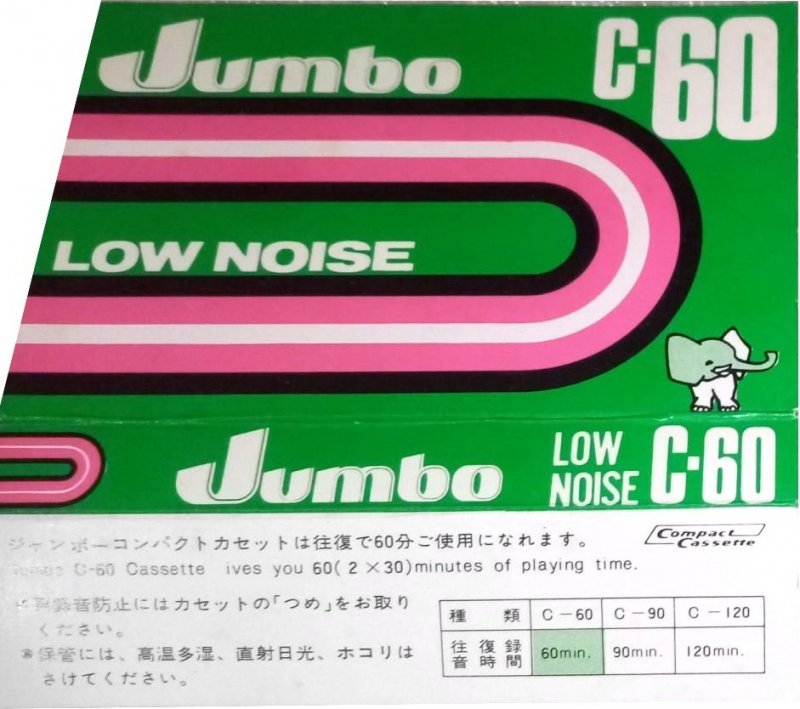 Jumbo
C-60
LOW NOISE
Jumbo
LOW
NOISE
C-60
ジャンボーコンパクトカセットは往復で60分ご使用になれます。
Compact
Cassette
Jumbo C-60 Cassette ives you 60(2×30)minutes of playing time.
※再録音防止にはカセットの「つめ」をお取り
ください。
※保管には、高温多湿、直射日光、ホコリは
さけてください。
種類 C-60 C-90 C-120
往復録
音時間 60min. 90min. 120min.